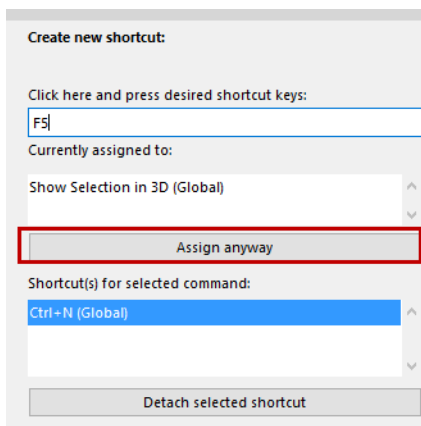 Create new shortcut:
Click here and press desired shortcut keys:
F5
Currently assigned to:
Show Selection in 3D (Global)
Assign anyway
Shortcut(s) for selected command:
Ctrl+N (Global)
Detach selected shortcut